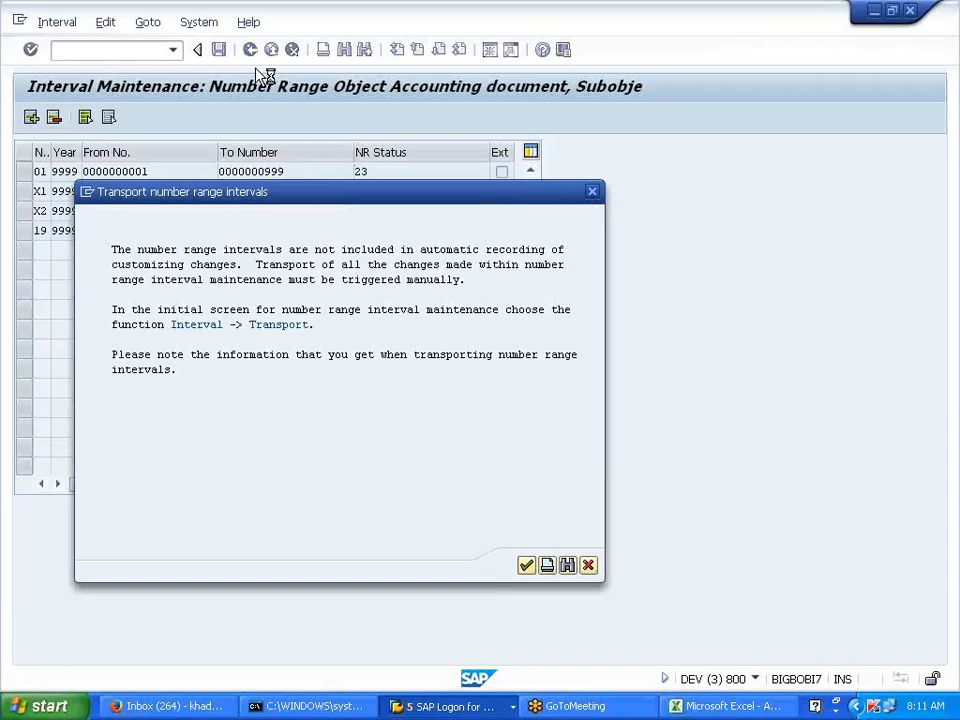 Interval Edit Goto System Help
Interval Maintenance: Number Range Object Accounting document, Subobje
N.. Year From No. To Number NR Status Ext
01 9999 0000000001 0000000999 23
X1 9999
X2 9999
19 9999
Transport number range intervals
The number range intervals are not included in automatic recording of
customizing changes. Transport of all the changes made within number
range interval maintenance must be triggered manually.
In the initial screen for number range interval maintenance choose the
function Interval -> Transport.
Please note the information that you get when transporting number range
intervals.
SAP
DEV (3) 800 BIGBOBI7 INS
start Inbox (264) - khad... C:\WINDOWS\syst... 5 SAP Logon for ... GoToMeeting Microsoft Excel - A... 8:11 AM